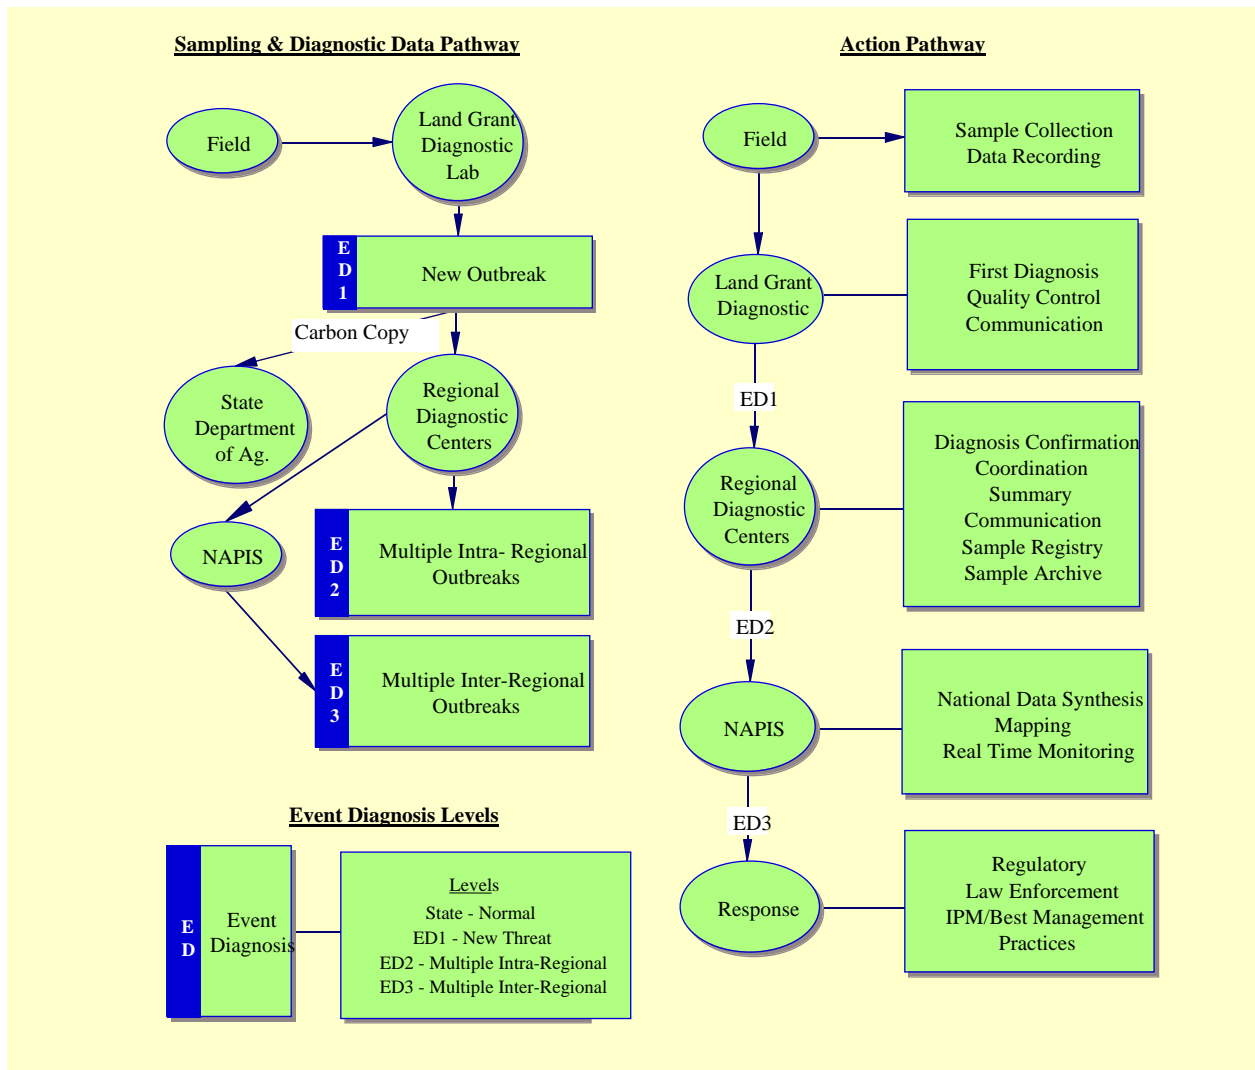 Sampling & Diagnostic Data Pathway
Field
Land Grant
Diagnostic
Lab
E
D
1
New Outbreak
Carbon Copy
State
Department
of Ag.
Regional
Diagnostic
Centers
NAPIS
E
D
2
Multiple Intra- Regional
Outbreaks
E
D
3
Multiple Inter-Regional
Outbreaks
Event Diagnosis Levels
E
D
Event
Diagnosis
Levels
State - Normal
ED1 - New Threat
ED2 - Multiple Intra-Regional
ED3 - Multiple Inter-Regional
Action Pathway
Field
Sample Collection
Data Recording
Land Grant
Diagnostic
First Diagnosis
Quality Control
Communication
ED1
Regional
Diagnostic
Centers
Diagnosis Confirmation
Coordination
Summary
Communication
Sample Registry
Sample Archive
ED2
NAPIS
National Data Synthesis
Mapping
Real Time Monitoring
ED3
Response
Regulatory
Law Enforcement
IPM/Best Management
Practices